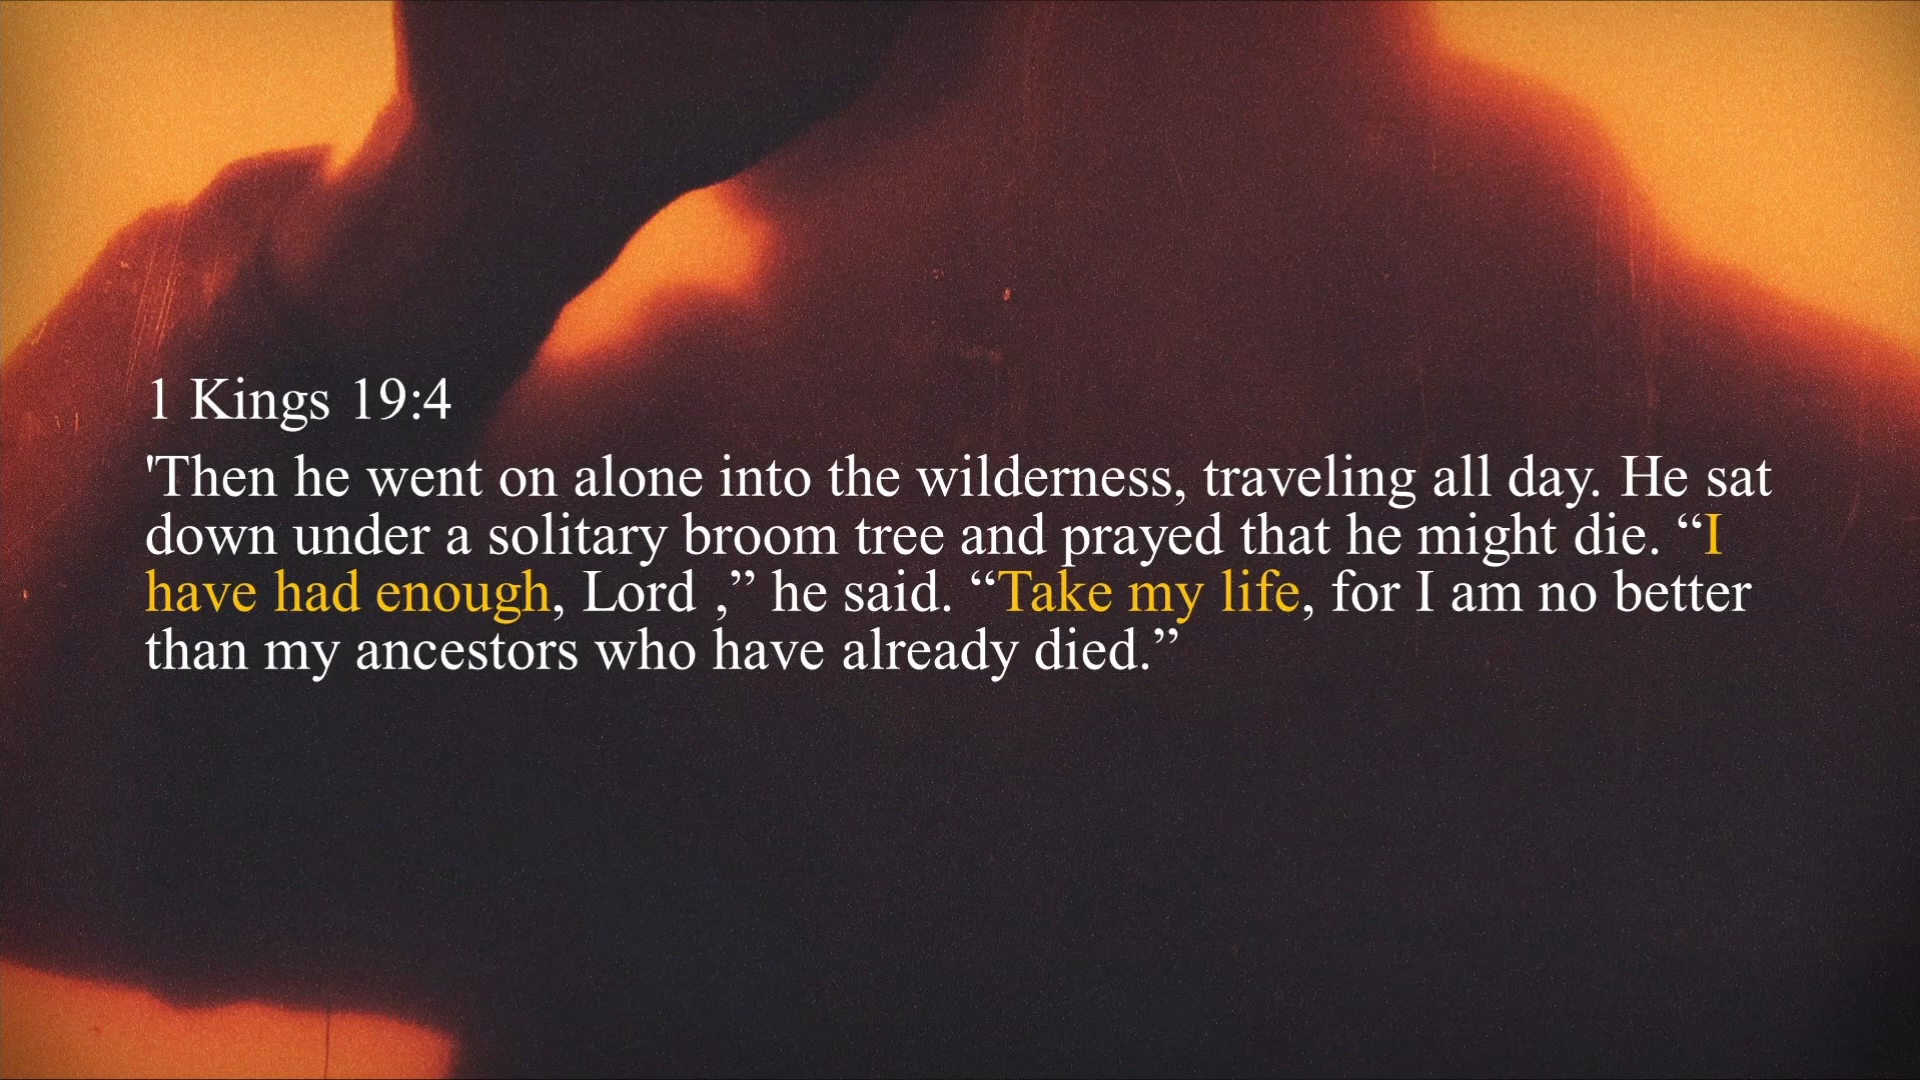 1 Kings 19:4
'Then he went on alone into the wilderness, traveling all day. He sat
down under a solitary broom tree and prayed that he might die. “I
have had enough, Lord ,” he said. “Take my life, for I am no better
than my ancestors who have already died.”